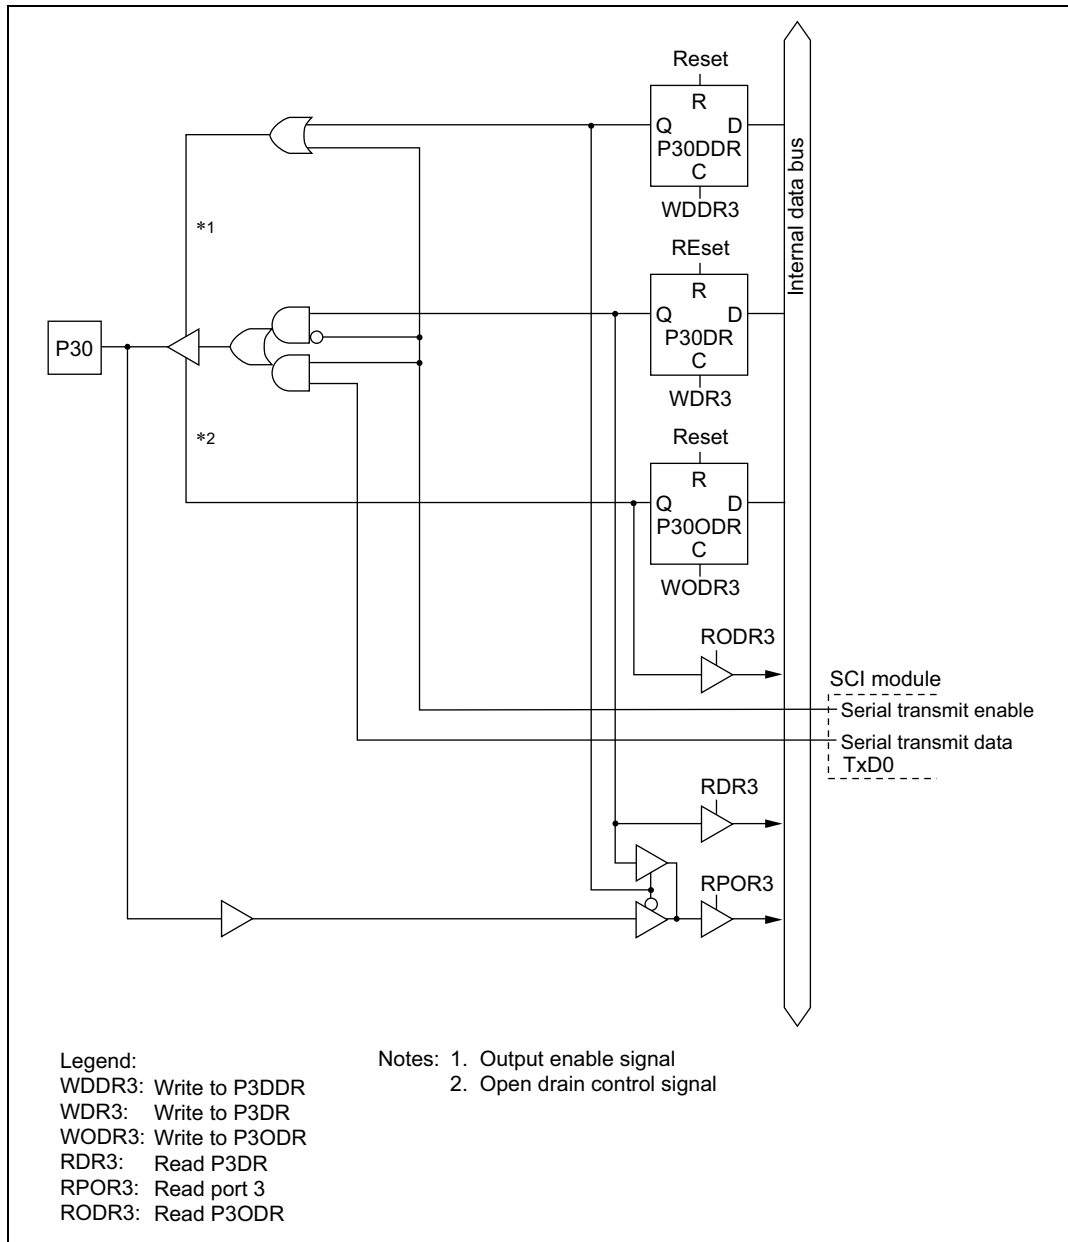 Reset
R
Q D
P30DDR
C
WDDR3
Internal data bus
*1
REset
R
Q D
P30DR
C
WDR3
P30
*2
Reset
R
Q D
P30ODR
C
WODR3
RODR3
SCI module
Serial transmit enable
Serial transmit data
TxD0
RDR3
RPOR3
Legend:
WDDR3: Write to P3DDR
WDR3: Write to P3DR
WODR3: Write to P3ODR
RDR3: Read P3DR
RPOR3: Read port 3
RODR3: Read P3ODR
Notes: 1. Output enable signal
2. Open drain control signal